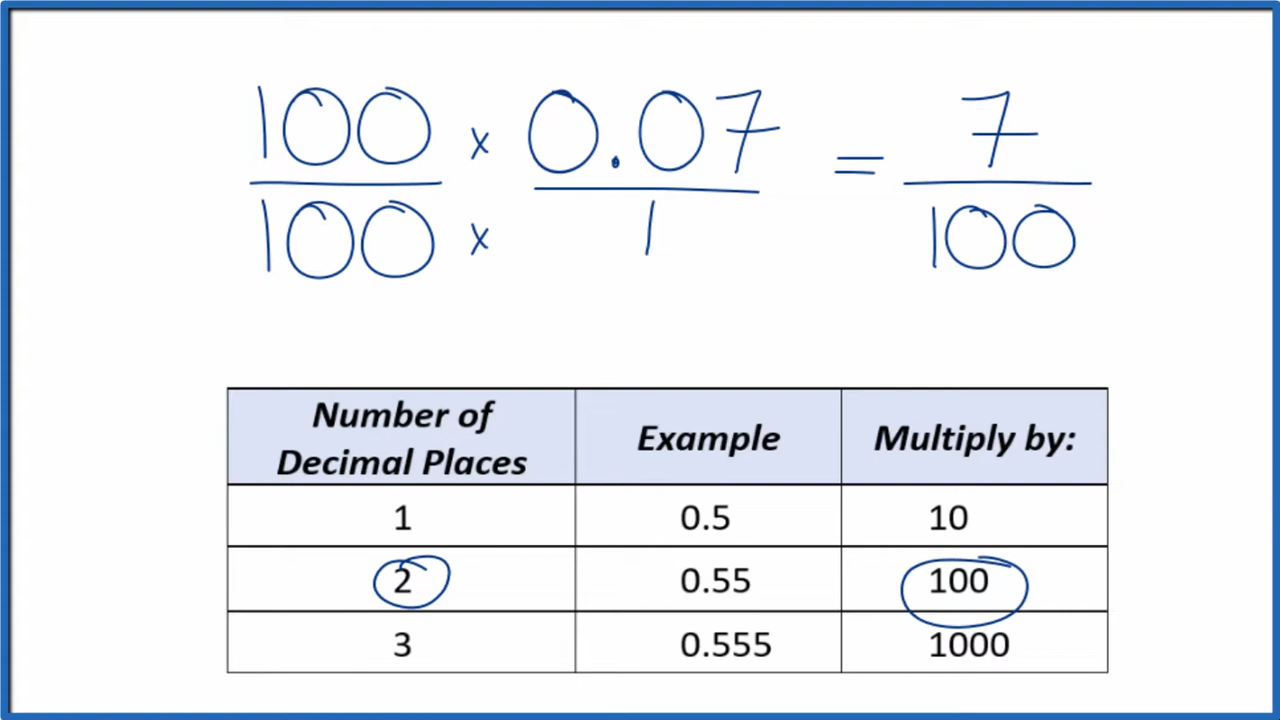 100 × 0.07 = 7
100 × 1 100
Number of Decimal Places Example Multiply by:
1 0.5 10
2 0.55 100
3 0.555 1000